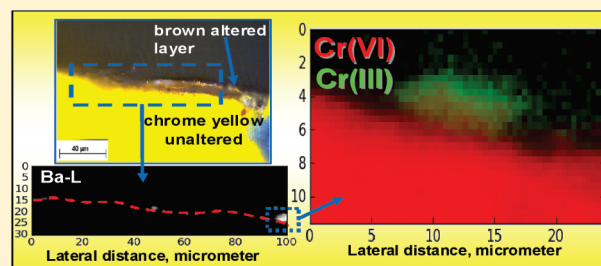 brown altered
layer
chrome yellow
unaltered
40 µm
Ba-L
0
5
10
15
20
25
30
0 20 40 60 80 100
Lateral distance, micrometer
Cr(VI)
Cr(III)
0
2
4
6
8
10
0 5 10 15 20
Lateral distance, micrometer